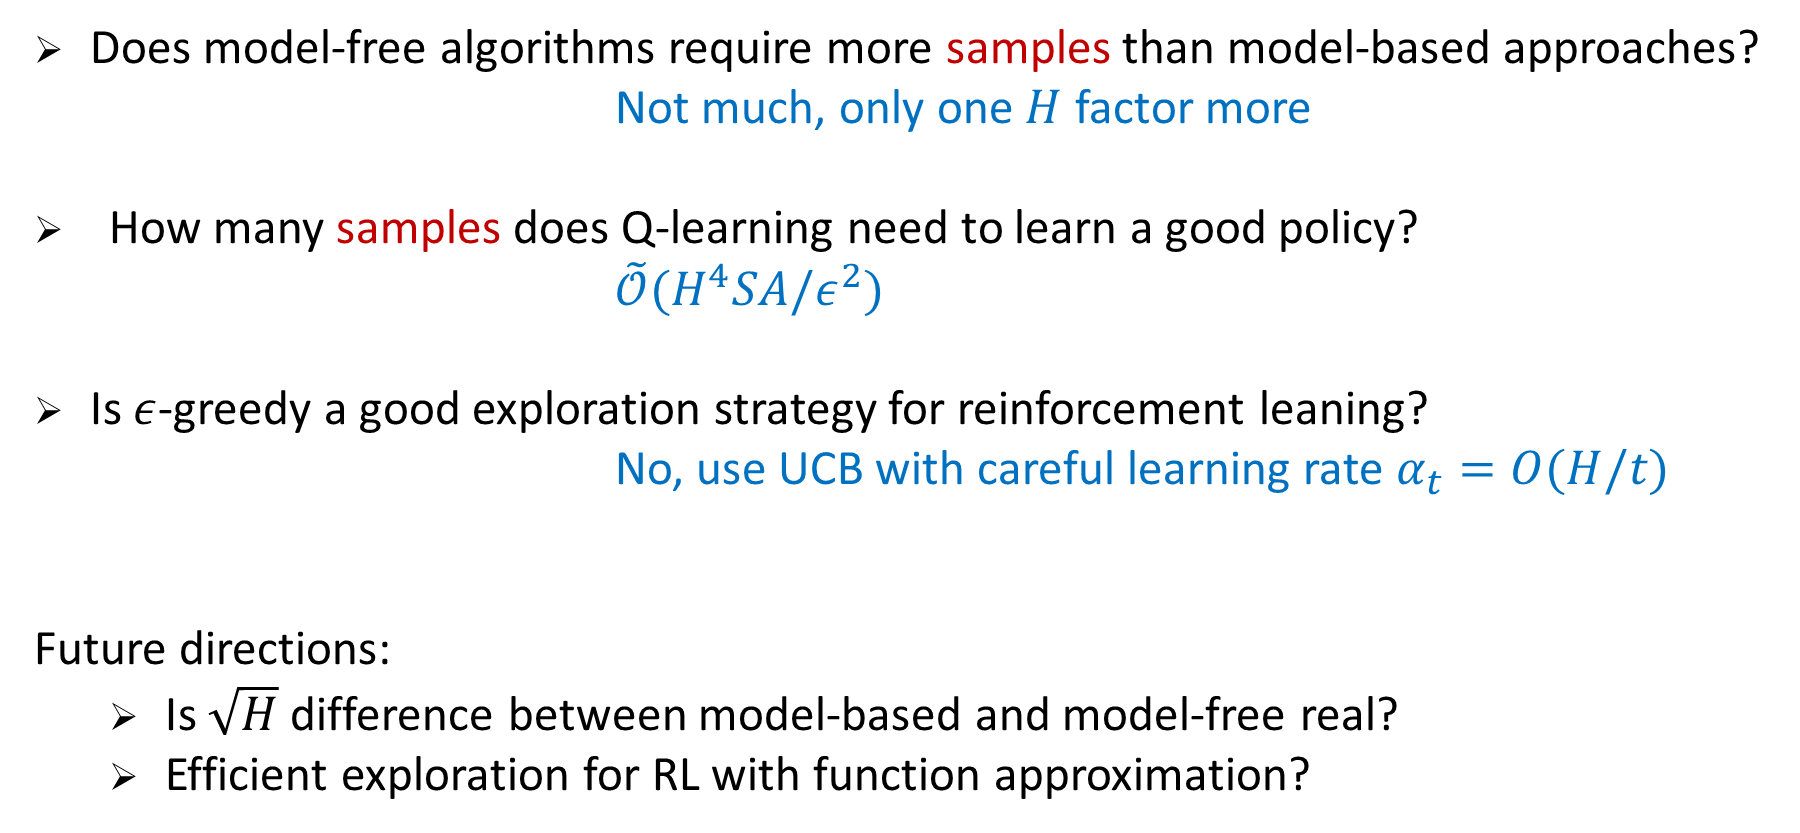 ➢ Does model-free algorithms require more samples than model-based approaches?
Not much, only one H factor more
➢ How many samples does Q-learning need to learn a good policy?
Õ(H⁴SA/ϵ²)
➢ Is ϵ-greedy a good exploration strategy for reinforcement leaning?
No, use UCB with careful learning rate αₜ = O(H/t)
Future directions:
➢ Is √H difference between model-based and model-free real?
➢ Efficient exploration for RL with function approximation?